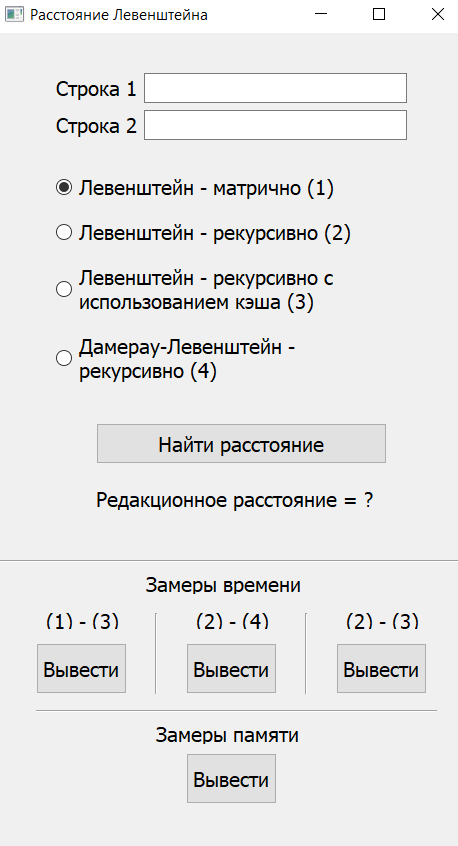 Расстояние Левенштейна
Строка 1
Строка 2
Левенштейн - матрично (1)
Левенштейн - рекурсивно (2)
Левенштейн - рекурсивно с
использованием кэша (3)
Дамерау-Левенштейн -
рекурсивно (4)
Найти расстояние
Редакционное расстояние = ?
Замеры времени
(1) - (3) (2) - (4) (2) - (3)
Вывести Вывести Вывести
Замеры памяти
Вывести